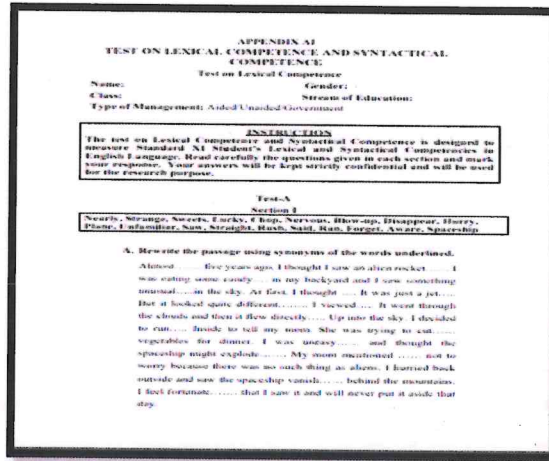 APPENDIX AI
TEST ON LEXICAL COMPETENCE AND SYNTACTICAL
COMPETENCE
Test on Lexical Competence
Name: Gender:
Class: Stream of Education:
Type of Management: Aided/Unaided/Government
INSTRUCTION
The test on Lexical Competence and Syntactical Competence is designed to
measure Standard XI Student's Lexical and Syntactical Competencies in
English Language. Read carefully the questions given in each section and mark
your response. Your answers will be kept strictly confidential and will be used
for the research purpose.
Test-A
Section I
Nearly, Strange, Sweets, Lucky, Chop, Nervous, Blow-up, Disappear, Hurry,
Plane, Unfamiliar, Saw, Straight, Rush, Said, Ran, Forget, Aware, Spaceship
A. Rewrite the passage using synonyms of the words underlined.
Almost ....... five years ago, I thought I saw an alien rocket ....... I
was eating some candy ..... in my backyard and I saw something
unusual.....in the sky. At first, I thought .... It was just a jet.....
But it looked quite different........ I viewed .... It went through
the clouds and then it flew directly..... Up into the sky. I decided
to run..... Inside to tell my mom. She was trying to cut......
vegetables for dinner. I was uneasy...... and thought the
spaceship might explode....... My mom mentioned ...... not to
worry because there was no such thing as aliens. I hurried back
outside and saw the spaceship vanish...... behind the mountains.
I feel fortunate....... that I saw it and will never put it aside that
day.